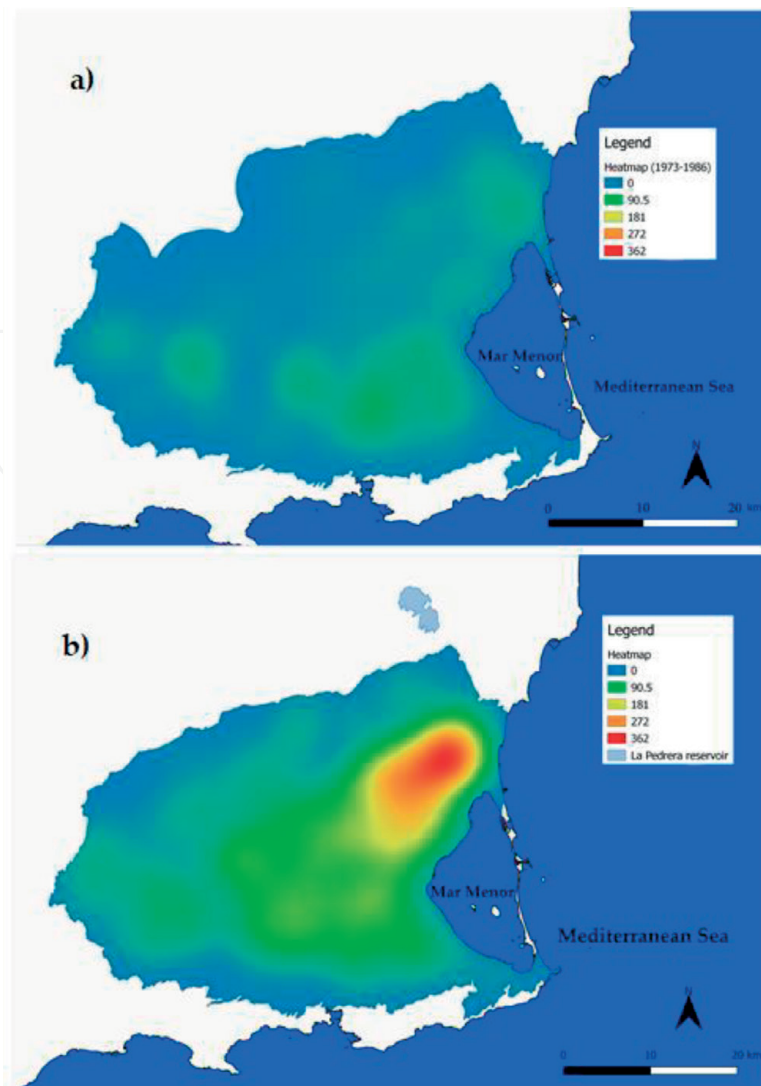 a)
Legend
Heatmap (1973-1986)
0
90.5
181
272
362
Mar Menor
Mediterranean Sea
N
0 10 20 km
b)
Legend
Heatmap
0
90.5
181
272
362
La Pedrera reservoir
Mar Menor
Mediterranean Sea
N
0 10 20 km